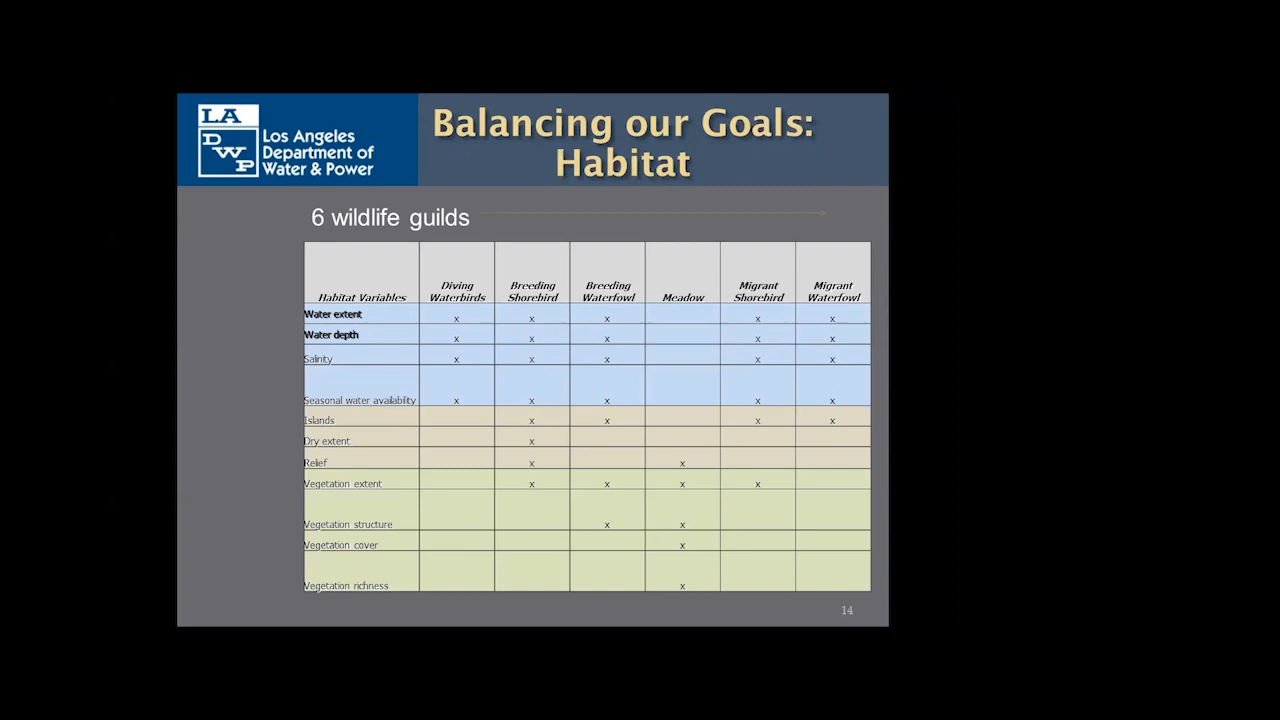 LA
DWP
Los Angeles
Department of
Water & Power
Balancing our Goals:
Habitat
6 wildlife guilds
Habitat Variables Diving Waterbirds Breeding Shorebird Breeding Waterfowl Meadow Migrant Shorebird Migrant Waterfowl
Water extent x x x x x
Water depth x x x x x
Salinity x x x x x
Seasonal water availability x x x x x
Islands x x x x
Dry extent x
Relief x x
Vegetation extent x x x x
Vegetation structure x x
Vegetation cover x
Vegetation richness x
14